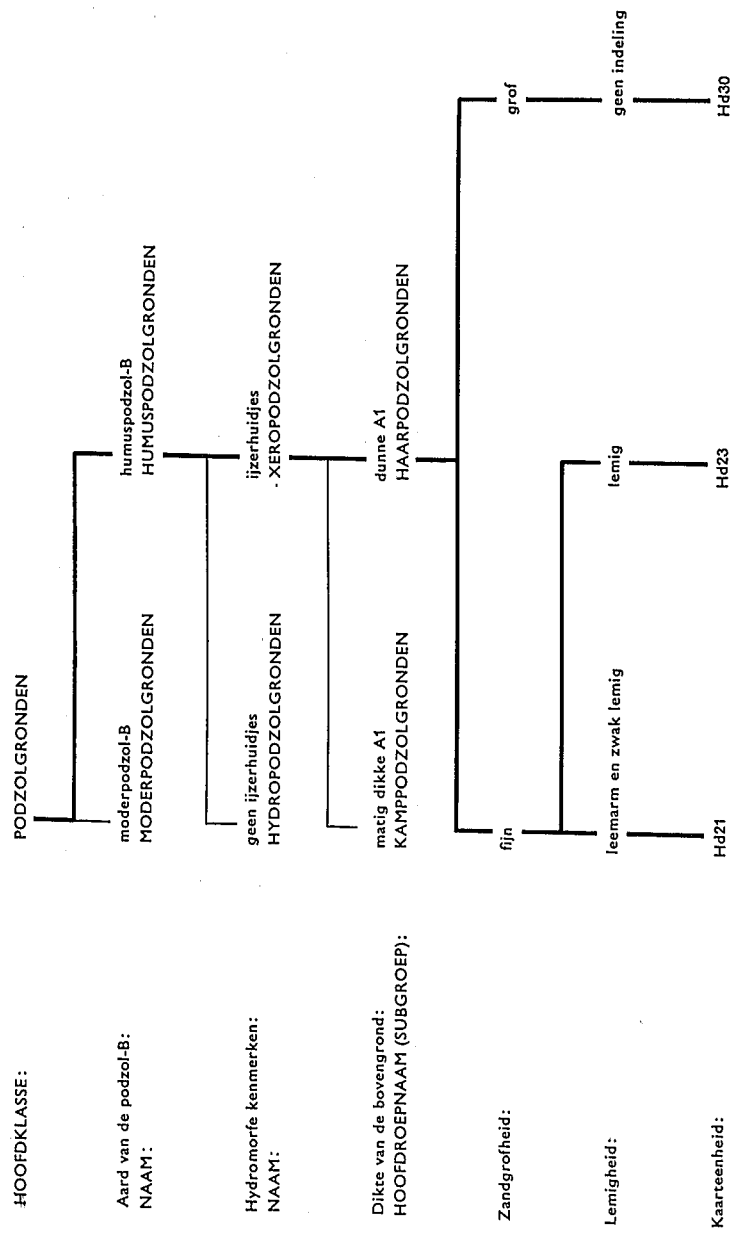 HOOFDKLASSE:
PODZOLGRONDEN
Aard van de podzol-B:
NAAM:
moderpodzol-B
MODERPODZOLGRONDEN
humuspodzol-B
HUMUSPODZOLGRONDEN
Hydromorfe kenmerken:
NAAM:
geen ijzerhuidjes
HYDROPODZOLGRONDEN
ijzerhuidjes
- XEROPODZOLGRONDEN
Dikte van de bovengrond:
HOOFDROEPNAAM (SUBGROEP):
matig dikke A1
KAMPPODZOLGRONDEN
dunne A1
HAARPODZOLGRONDEN
Zandgrofheid:
fijn
grof
Lemigheid:
leemarm en zwak lemig
lemig
geen indeling
Kaarteenheid:
Hd21
Hd23
Hd30